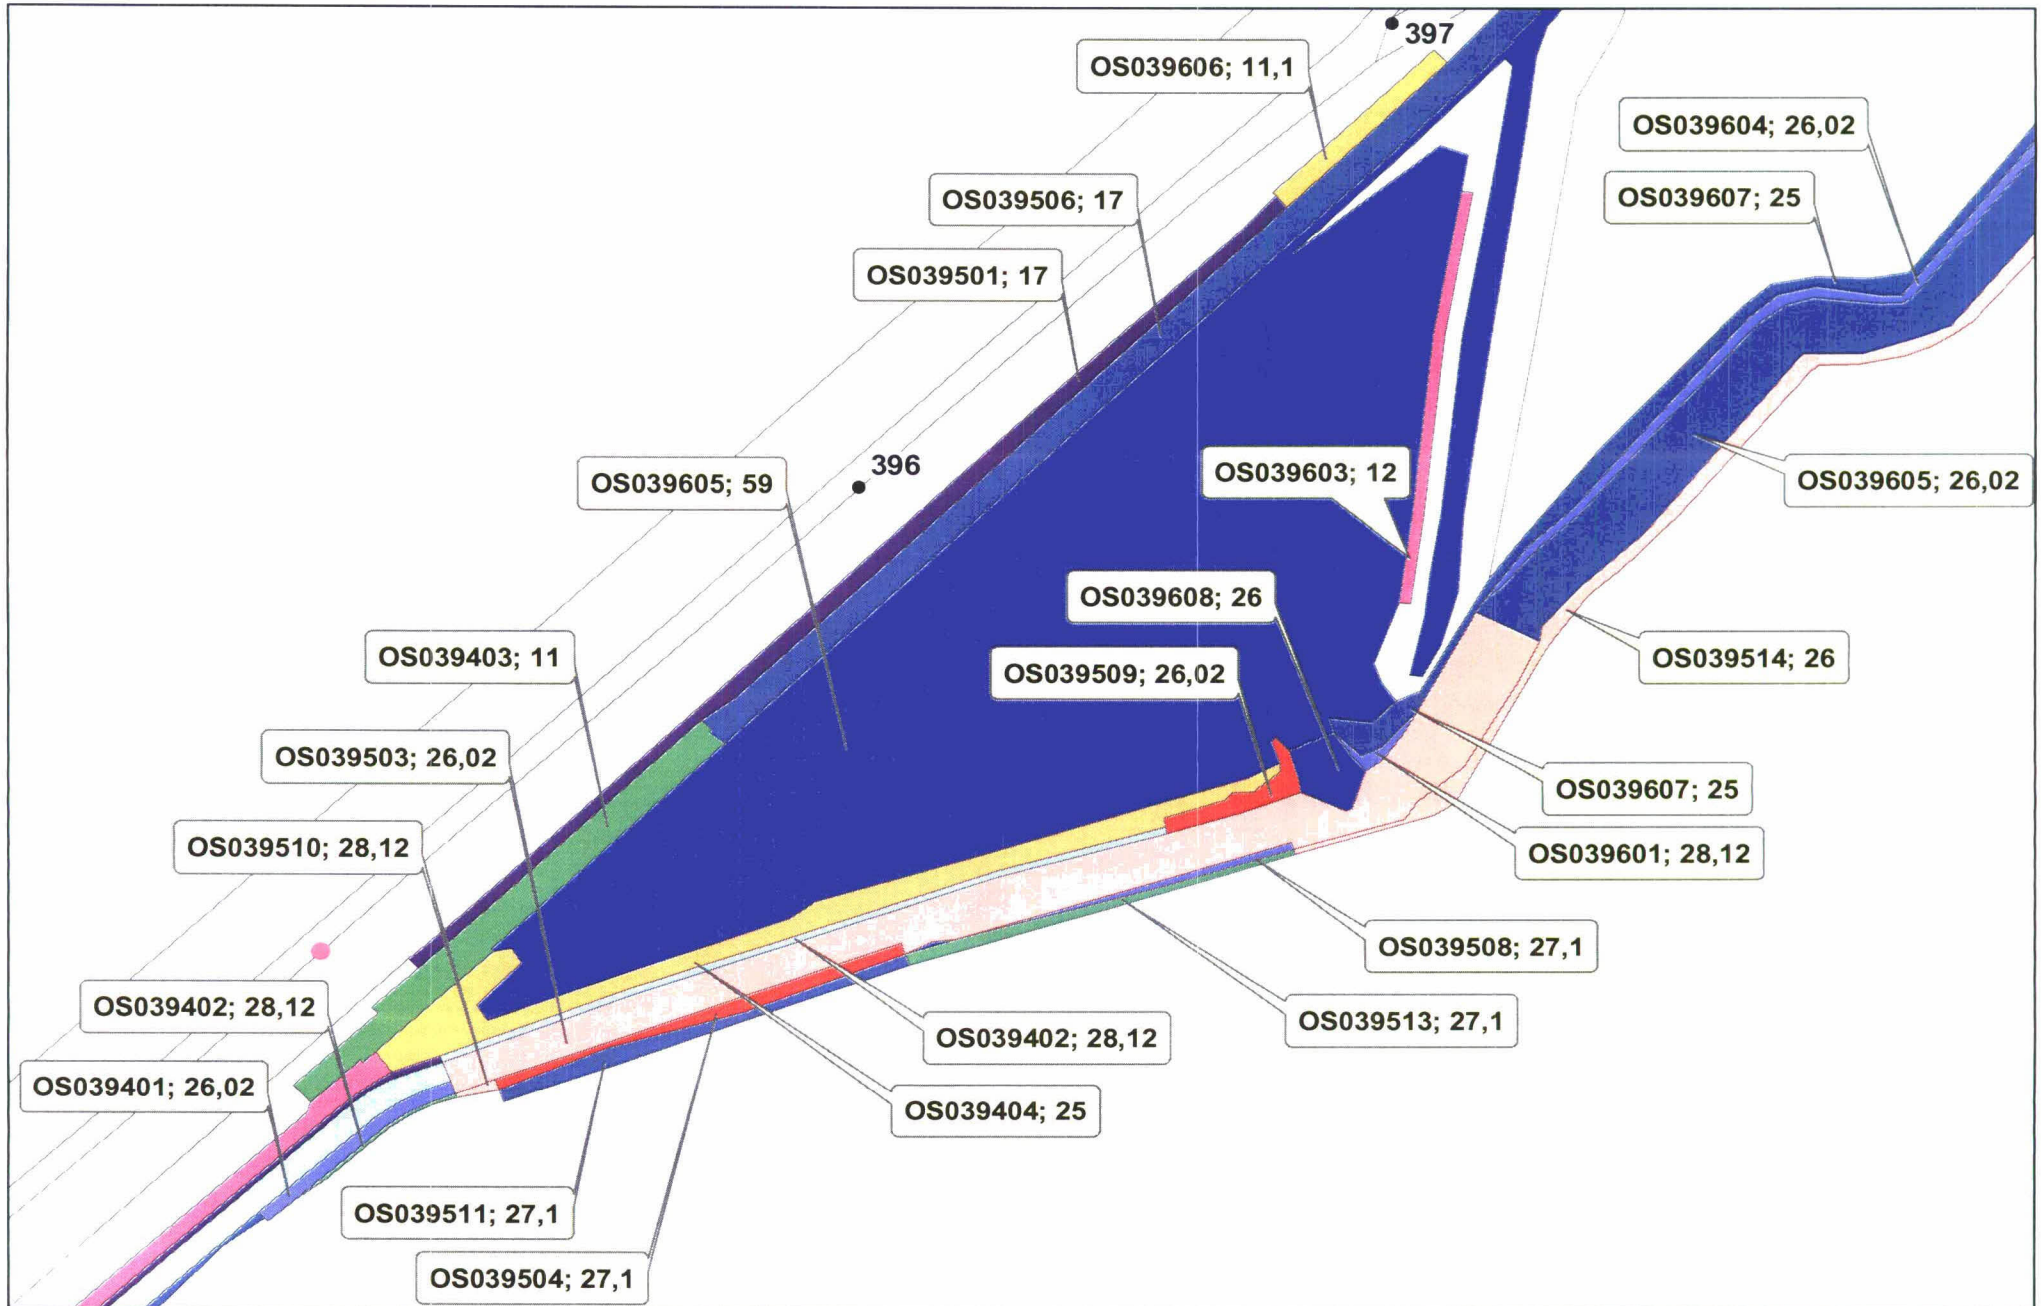 397
OS039606; 11,1
OS039604; 26,02
OS039506; 17
OS039607; 25
OS039501; 17
396
OS039605; 59
OS039603; 12
OS039605; 26,02
OS039608; 26
OS039403; 11
OS039509; 26,02
OS039514; 26
OS039503; 26,02
OS039607; 25
OS039510; 28,12
OS039601; 28,12
OS039508; 27,1
OS039402; 28,12
OS039513; 27,1
OS039402; 28,12
OS039401; 26,02
OS039404; 25
OS039511; 27,1
OS039504; 27,1